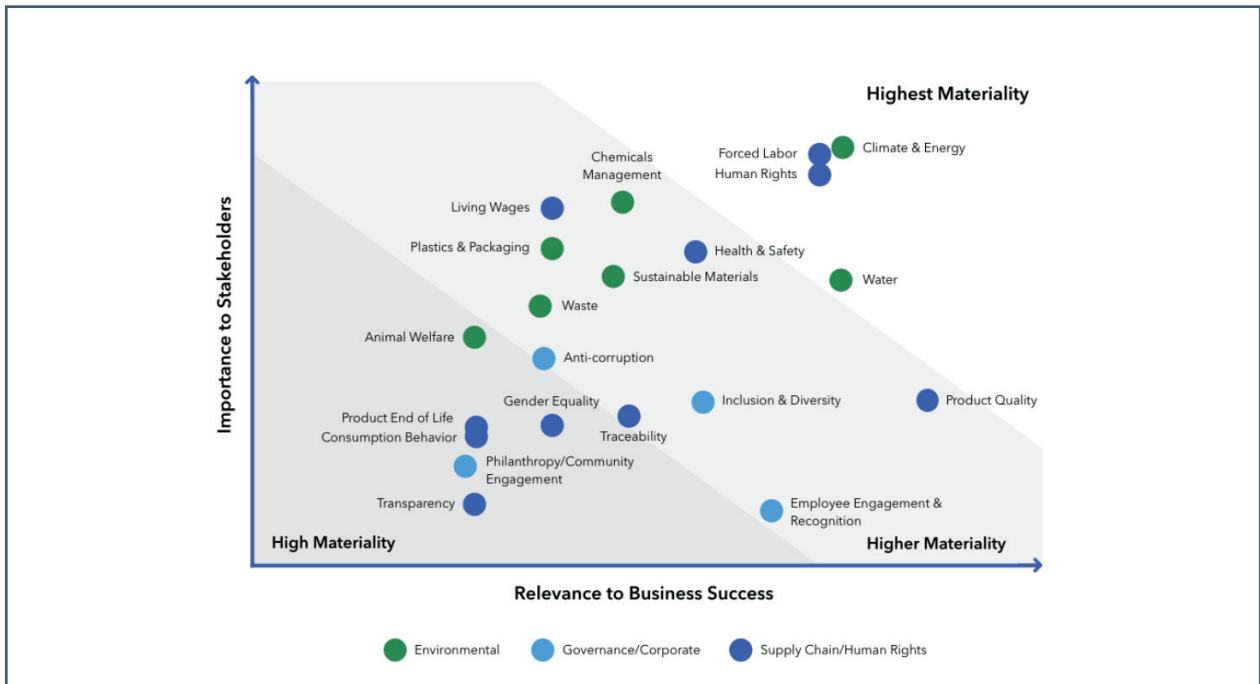 Highest Materiality
Forced Labor
Climate & Energy
Human Rights
Chemicals
Management
Living Wages
Plastics & Packaging
Health & Safety
Sustainable Materials
Water
Waste
Animal Welfare
Anti-corruption
Importance to Stakeholders
Gender Equality
Inclusion & Diversity
Product Quality
Product End of Life
Consumption Behavior
Traceability
Philanthropy/Community
Engagement
Transparency
Employee Engagement &
Recognition
High Materiality
Higher Materiality
Relevance to Business Success
Environmental
Governance/Corporate
Supply Chain/Human Rights